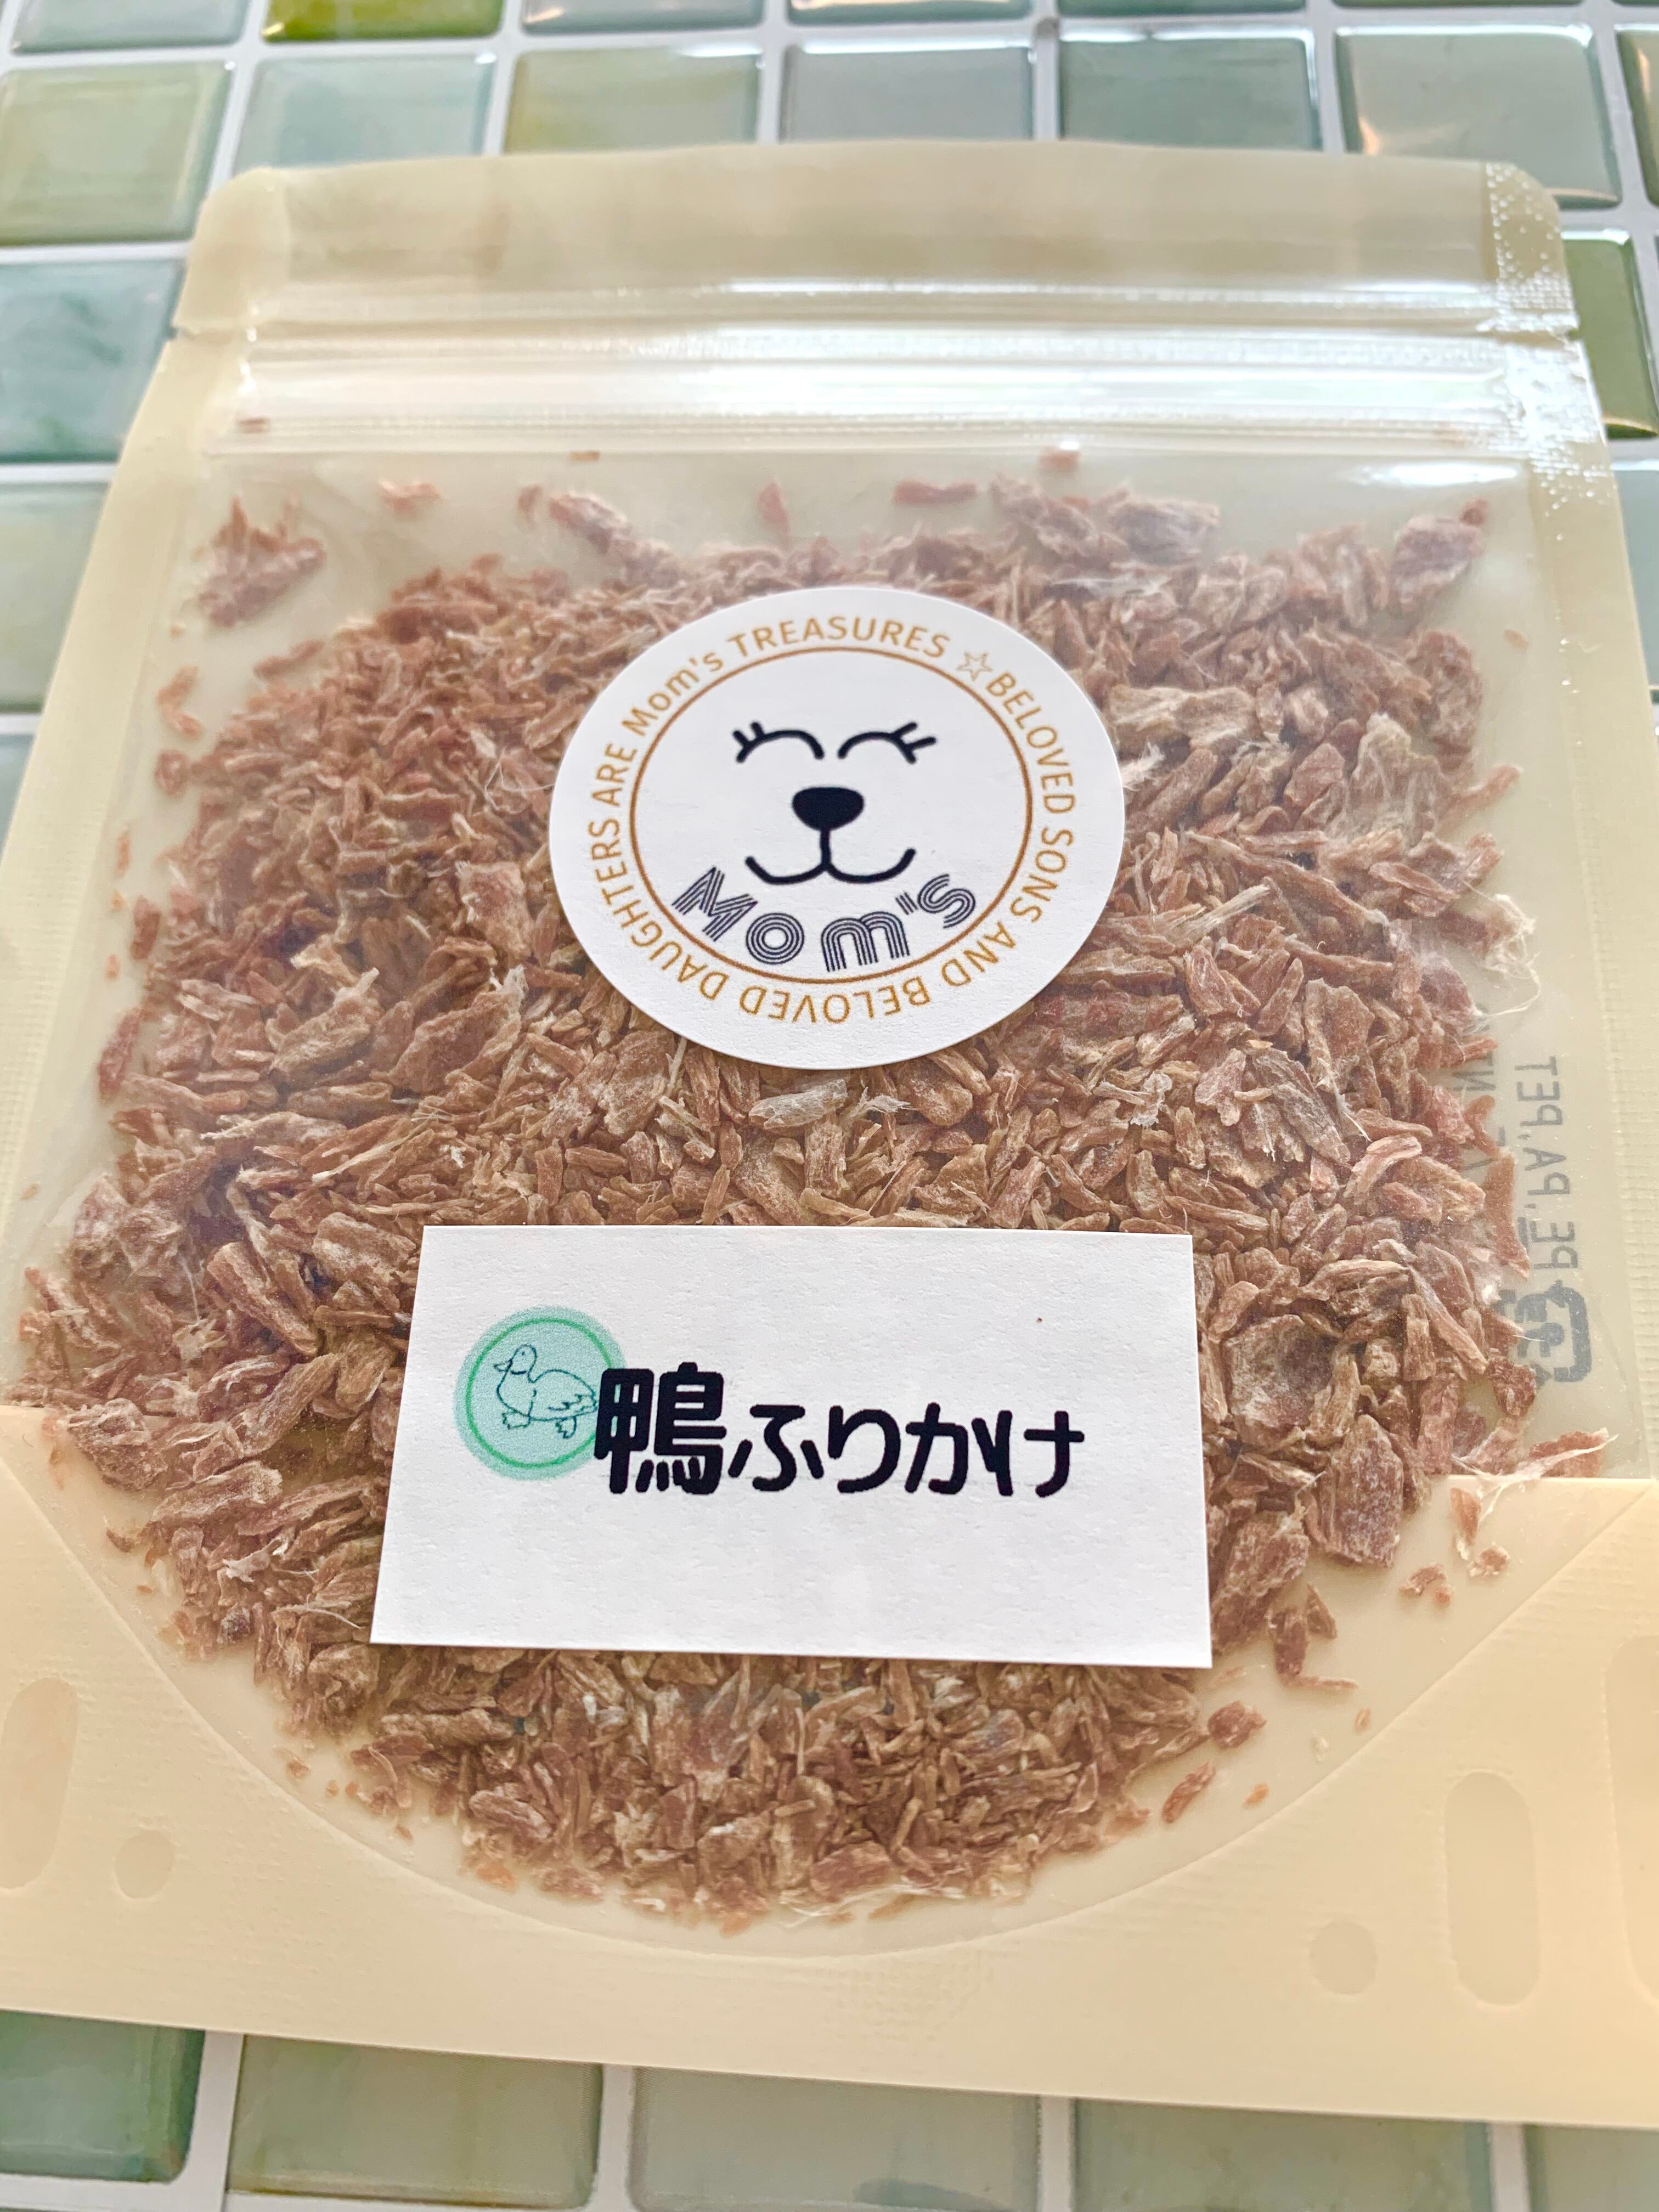 BELOVED SONS AND BELOVED DAUGHTERS ARE Mom's TREASURES ☆
Mom's
鴨ふりかけ
PE,PA,PET